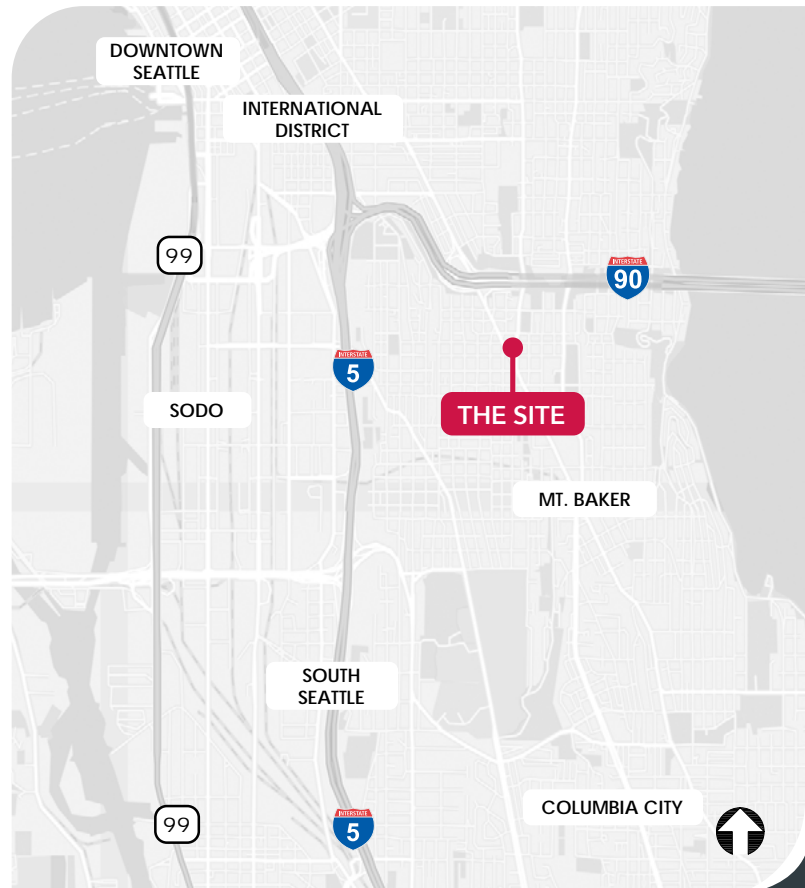 DOWNTOWN
SEATTLE
INTERNATIONAL
DISTRICT
99
INTERSTATE
90
INTERSTATE
5
SODO
THE SITE
MT. BAKER
SOUTH
SEATTLE
COLUMBIA CITY
99
INTERSTATE
5